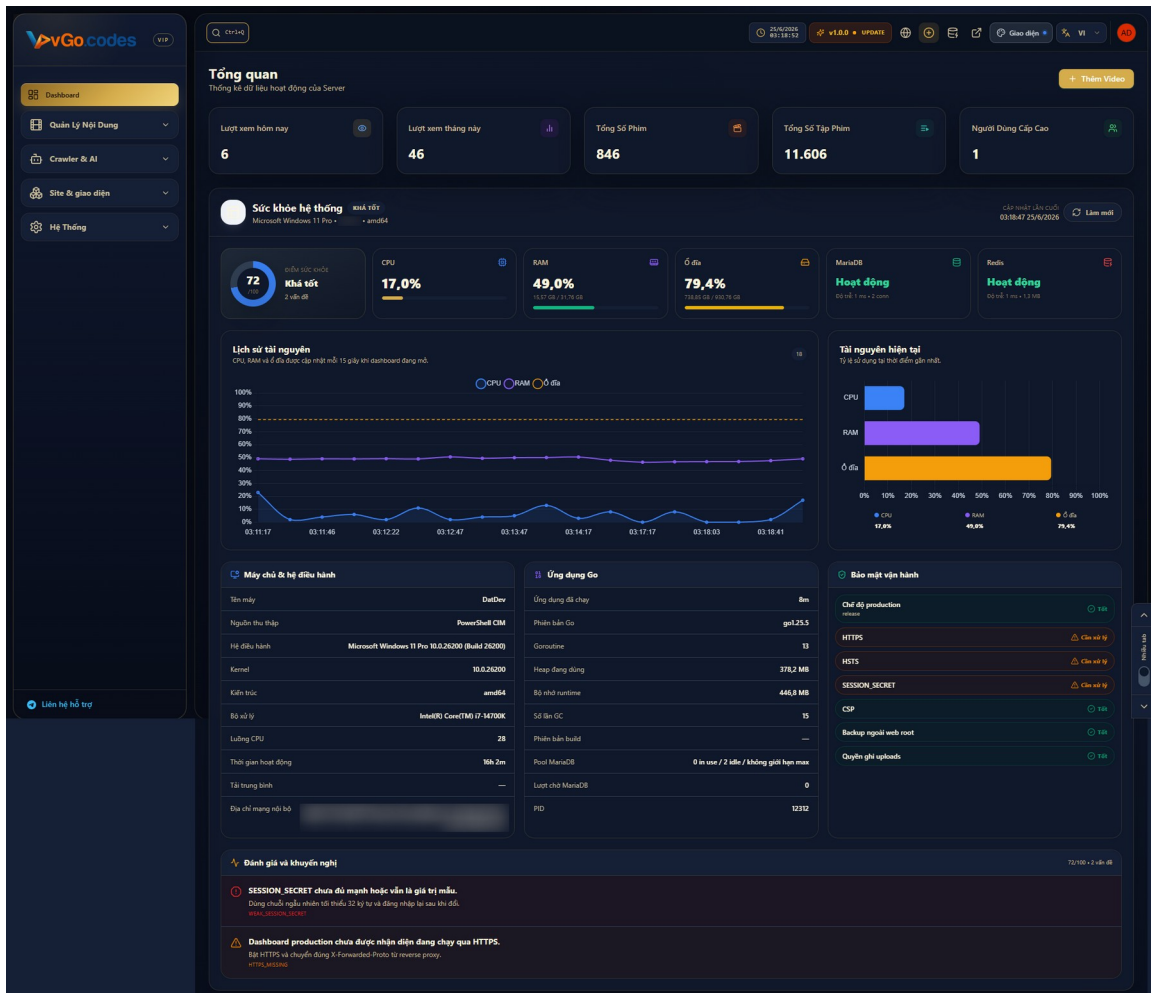 vGo.codes
VIP
Dashboard
Quản Lý Nội Dung
Crawler & AI
Site & giao diện
Hệ Thống
Liên hệ hỗ trợ
Ctrl+Q
25/6/2026
03:18:52
v1.0.0 • UPDATE
Giao diện
VI
AD
Tổng quan
Thống kê dữ liệu hoạt động của Server
+ Thêm Video
Lượt xem hôm nay
6
Lượt xem tháng này
46
Tổng Số Phim
846
Tổng Số Tập Phim
11.606
Người Dùng Cấp Cao
1
Sức khỏe hệ thống KHÁ TỐT
Microsoft Windows 11 Pro • • amd64
CẬP NHẬT LẦN CUỐI
03:18:47 25/6/2026
Làm mới
72
/100
ĐIỂM SỨC KHỎE
Khá tốt
2 vấn đề
CPU
17,0%
RAM
49,0%
15,57 GB / 31,76 GB
Ổ đĩa
79,4%
738,85 GB / 930,76 GB
MariaDB
Hoạt động
Độ trễ: 1 ms • 2 conn
Redis
Hoạt động
Độ trễ: 1 ms • 1,3 MB
Lịch sử tài nguyên
CPU, RAM và ổ đĩa được cập nhật mỗi 15 giây khi dashboard đang mở.
18
CPU RAM Ổ đĩa
100%
90%
80%
70%
60%
50%
40%
30%
20%
10%
0%
03:11:17 03:11:46 03:12:22 03:12:47 03:13:47 03:14:17 03:17:17 03:18:03 03:18:41
Tài nguyên hiện tại
Tỷ lệ sử dụng tại thời điểm gần nhất.
CPU
RAM
Ổ đĩa
0% 10% 20% 30% 40% 50% 60% 70% 80% 90% 100%
CPU RAM Ổ đĩa
17,0% 49,0% 79,4%
Máy chủ & hệ điều hành
Tên máy DatDev
Nguồn thu thập PowerShell CIM
Hệ điều hành Microsoft Windows 11 Pro 10.0.26200 (Build 26200)
Kernel 10.0.26200
Kiến trúc amd64
Bộ xử lý Intel(R) Core(TM) i7-14700K
Luồng CPU 28
Thời gian hoạt động 16h 2m
Tải trung bình —
Địa chỉ mạng nội bộ
Ứng dụng Go
Ứng dụng đã chạy 8m
Phiên bản Go go1.25.5
Goroutine 13
Heap đang dùng 378,2 MB
Bộ nhớ runtime 446,8 MB
Số lần GC 15
Phiên bản build —
Pool MariaDB 0 in use / 2 idle / không giới hạn max
Lượt chờ MariaDB 0
PID 12312
Bảo mật vận hành
Chế độ production
release
Tốt
HTTPS Cần xử lý
HSTS Cần xử lý
SESSION_SECRET Cần xử lý
CSP Tốt
Backup ngoài web root Tốt
Quyền ghi uploads Tốt
Nhiều tab
Đánh giá và khuyến nghị
72/100 • 2 vấn đề
SESSION_SECRET chưa đủ mạnh hoặc vẫn là giá trị mẫu.
Dùng chuỗi ngẫu nhiên tối thiểu 32 ký tự và đăng nhập lại sau khi đổi.
WEAK_SESSION_SECRET
Dashboard production chưa được nhận diện đang chạy qua HTTPS.
Bật HTTPS và chuyển đúng X-Forwarded-Proto từ reverse proxy.
HTTPS_MISSING